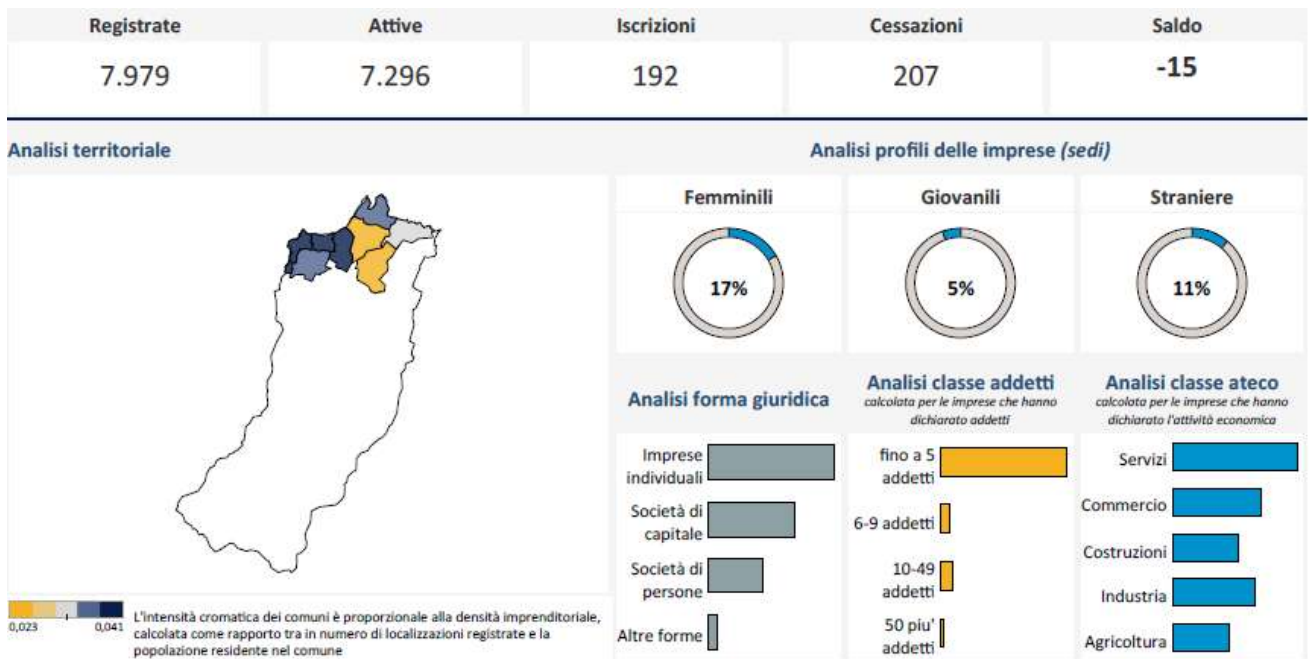 Registrate
Attive
Iscrizioni
Cessazioni
Saldo
7.979
7.296
192
207
-15
Analisi territoriale
Analisi profili delle imprese (sedi)
Femminili
Giovanili
Straniere
17%
5%
11%
Analisi forma giuridica
Imprese
individuali
Società di
capitale
Società di
persone
Altre forme
Analisi classe addetti
calcolata per le imprese che hanno
dichiarato addetti
fino a 5
addetti
6-9 addetti
10-49
addetti
50 piu'
addetti
Analisi classe ateco
calcolata per le imprese che hanno
dichiarato l'attività economica
Servizi
Commercio
Costruzioni
Industria
Agricoltura
0,023
0,041
L'intensità cromatica dei comuni è proporzionale alla densità imprenditoriale,
calcolata come rapporto tra in numero di localizzazioni registrate e la
popolazione residente nel comune